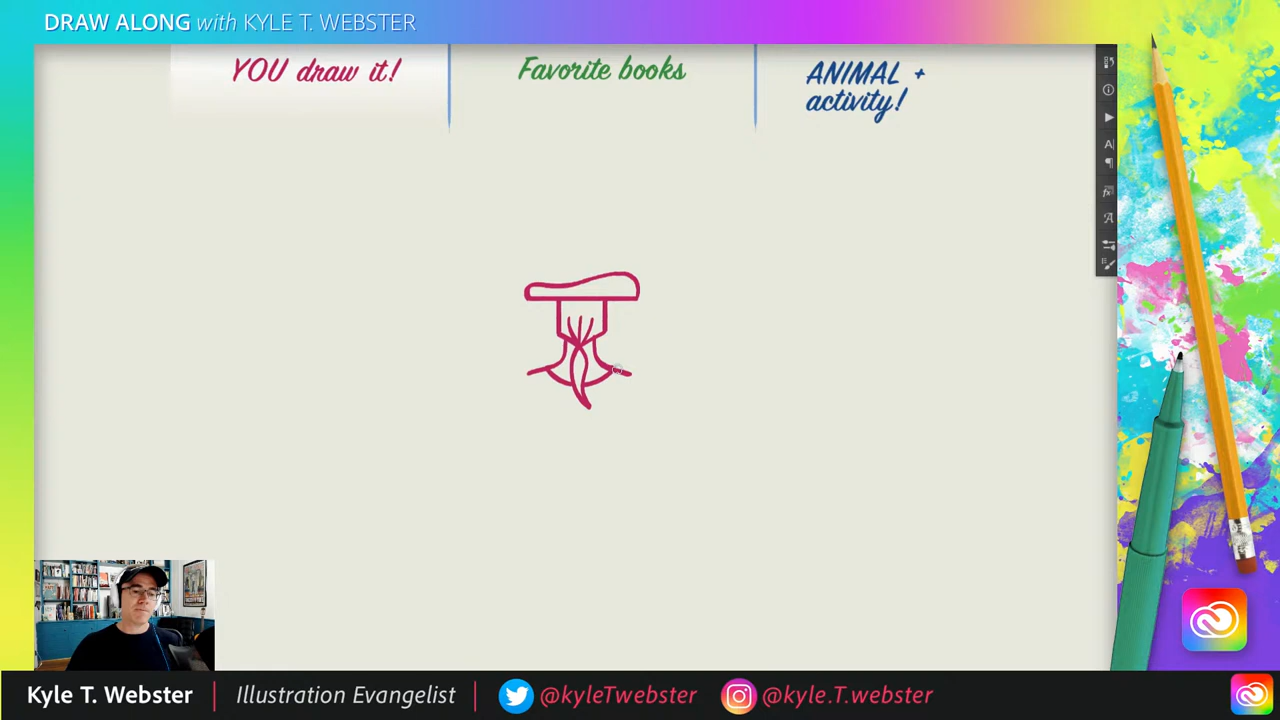 DRAW ALONG with KYLE T. WEBSTER
YOU draw it!
Favorite books
ANIMAL +
activity!
Kyle T. Webster | Illustration Evangelist | @kyleTwebster | @kyle.T.webster